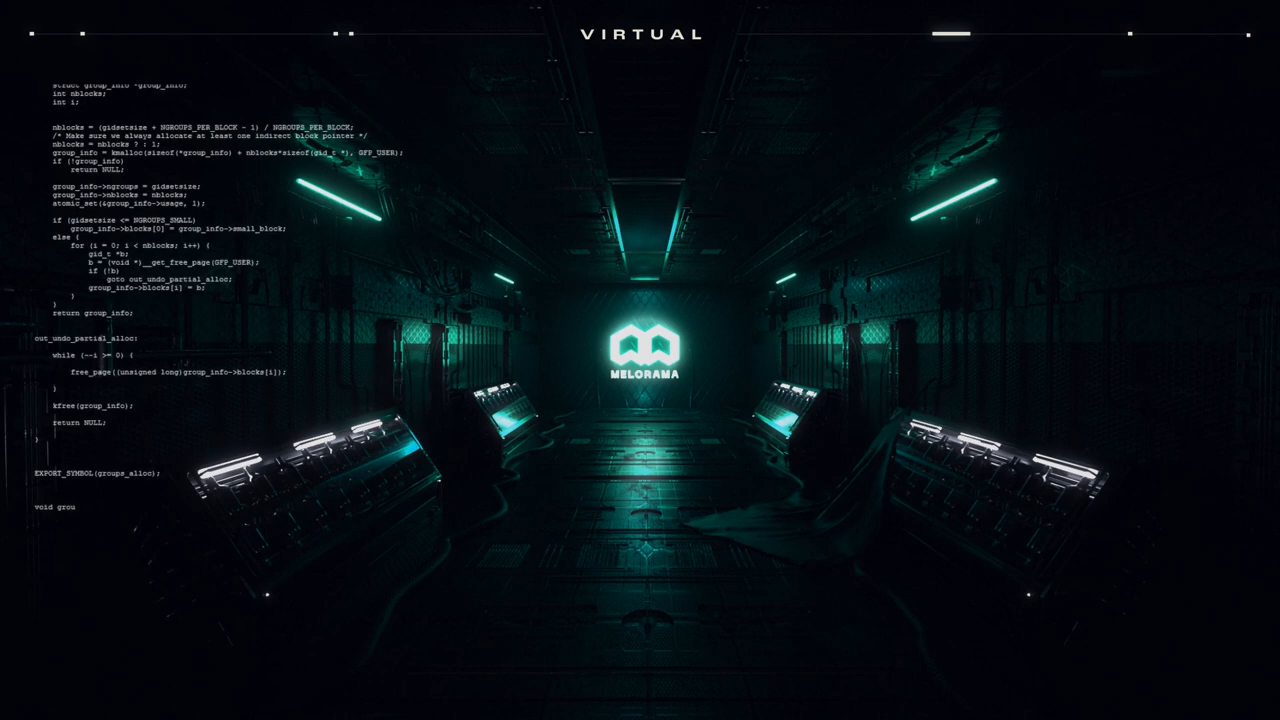 VIRTUAL
struct group_info *group_info;
int nblocks;
int i;
nblocks = (gidsetsize + NGROUPS_PER_BLOCK - 1) / NGROUPS_PER_BLOCK;
/* Make sure we always allocate at least one indirect block pointer */
nblocks = nblocks ? : 1;
group_info = kmalloc(sizeof(*group_info) + nblocks*sizeof(gid_t *), GFP_USER);
if (!group_info)
return NULL;
group_info->ngroups = gidsetsize;
group_info->nblocks = nblocks;
atomic_set(&group_info->usage, 1);
if (gidsetsize <= NGROUPS_SMALL)
group_info->blocks[0] = group_info->small_block;
else {
for (i = 0; i < nblocks; i++) {
gid_t *b;
b = (void *)__get_free_page(GFP_USER);
if (!b)
goto out_undo_partial_alloc;
group_info->blocks[i] = b;
}
}
return group_info;
out_undo_partial_alloc:
while (--i >= 0) {
free_page((unsigned long)group_info->blocks[i]);
}
kfree(group_info);
return NULL;
}
EXPORT_SYMBOL(groups_alloc);
void grou
MELORAMA